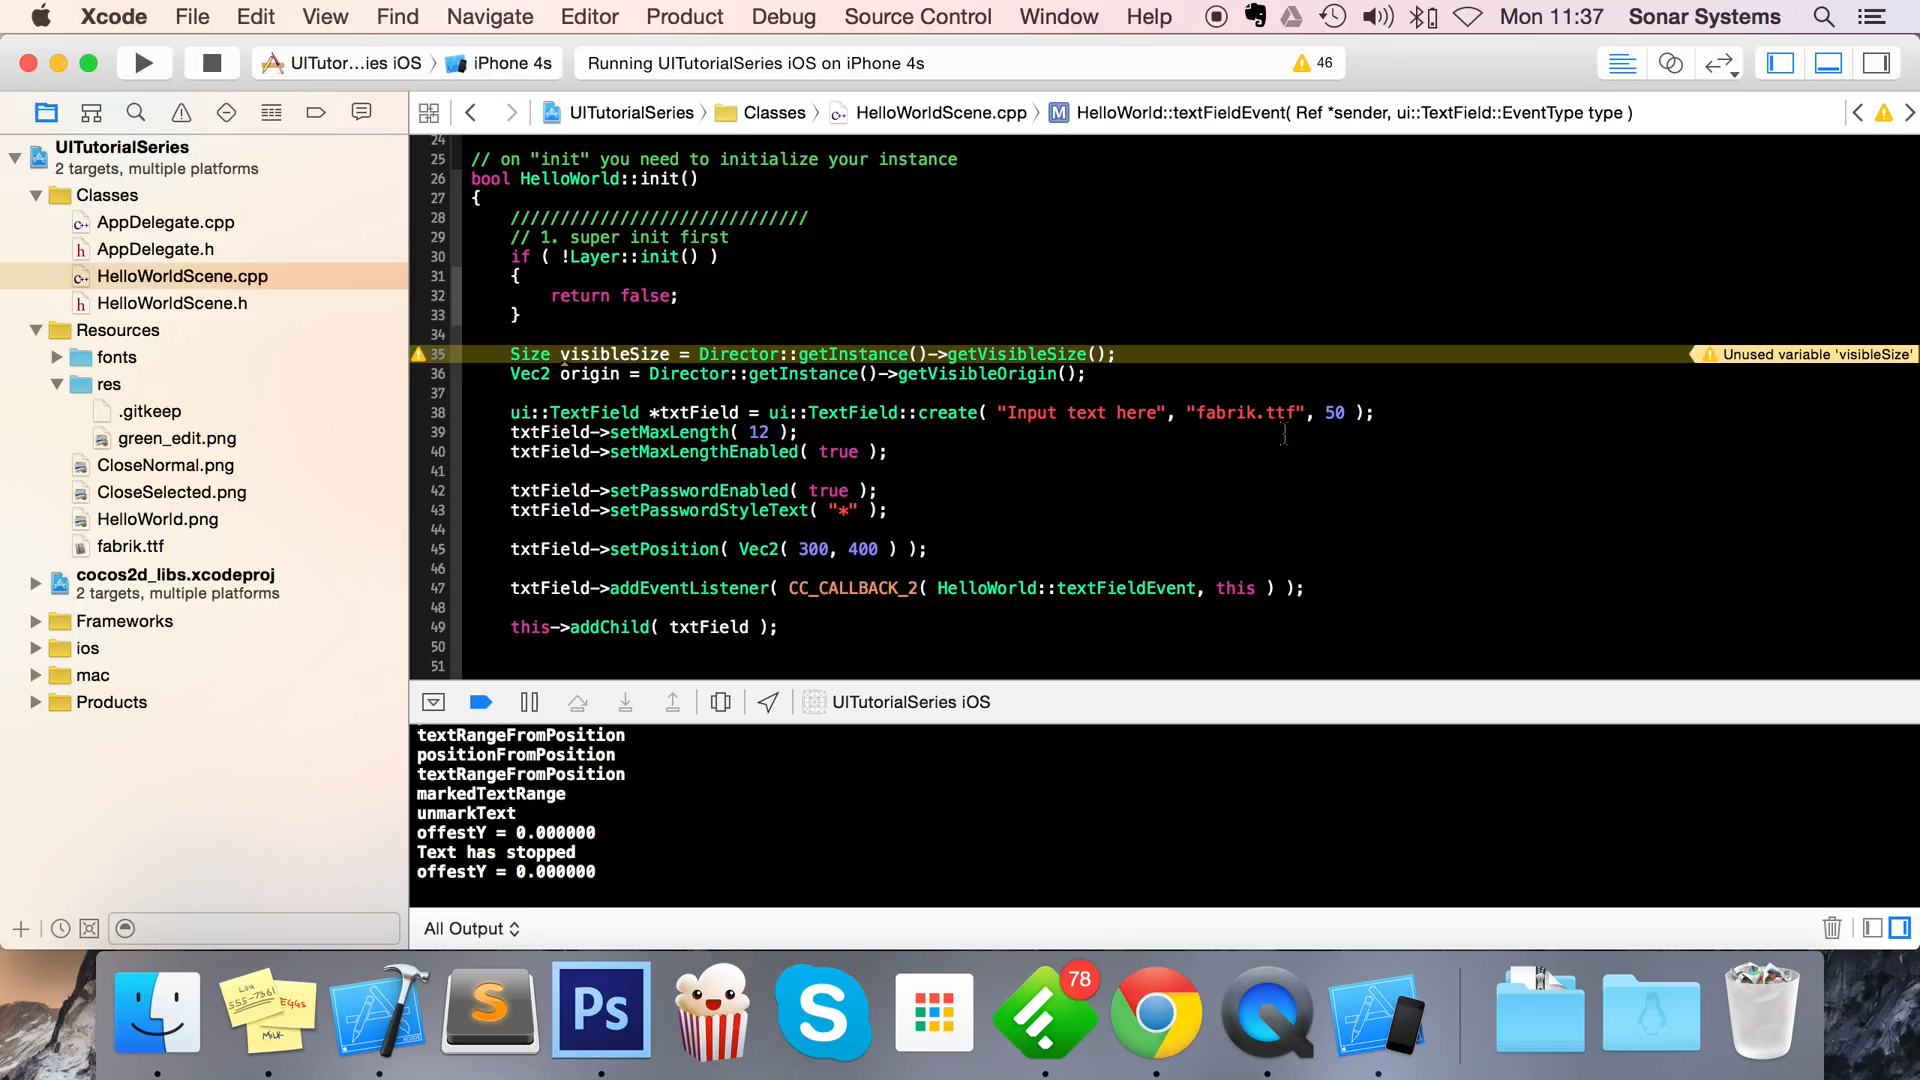 Xcode File Edit View Find Navigate Editor Product Debug Source Control Window Help Mon 11:37 Sonar Systems
UITutor...ies iOS iPhone 4s Running UITutorialSeries iOS on iPhone 4s 46
UITutorialSeries Classes HelloWorldScene.cpp M HelloWorld::textFieldEvent( Ref *sender, ui::TextField::EventType type )
UITutorialSeries
2 targets, multiple platforms
Classes
AppDelegate.cpp
AppDelegate.h
HelloWorldScene.cpp
HelloWorldScene.h
Resources
fonts
res
.gitkeep
green_edit.png
CloseNormal.png
CloseSelected.png
HelloWorld.png
fabrik.ttf
cocos2d_libs.xcodeproj
2 targets, multiple platforms
Frameworks
ios
mac
Products
24
25 // on "init" you need to initialize your instance
26 bool HelloWorld::init()
27 {
28 //////////////////////////////
29 // 1. super init first
30 if ( !Layer::init() )
31 {
32 return false;
33 }
34
35 Size visibleSize = Director::getInstance()->getVisibleSize(); Unused variable 'visibleSize'
36 Vec2 origin = Director::getInstance()->getVisibleOrigin();
37
38 ui::TextField *txtField = ui::TextField::create( "Input text here", "fabrik.ttf", 50 );
39 txtField->setMaxLength( 12 );
40 txtField->setMaxLengthEnabled( true );
41
42 txtField->setPasswordEnabled( true );
43 txtField->setPasswordStyleText( "*" );
44
45 txtField->setPosition( Vec2( 300, 400 ) );
46
47 txtField->addEventListener( CC_CALLBACK_2( HelloWorld::textFieldEvent, this ) );
48
49 this->addChild( txtField );
50
51
UITutorialSeries iOS
textRangeFromPosition
positionFromPosition
textRangeFromPosition
markedTextRange
unmarkText
offestY = 0.000000
Text has stopped
offestY = 0.000000
All Output
Lou
555-7361
EGGS
MILK
XCODE
S
Ps
S
78